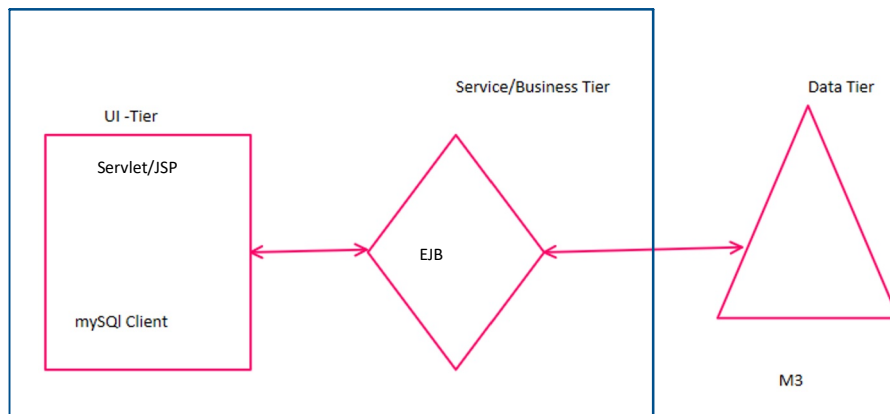 Service/Business Tier
Data Tier
UI -Tier
Servlet/JSP
EJB
mySQl Client
M3